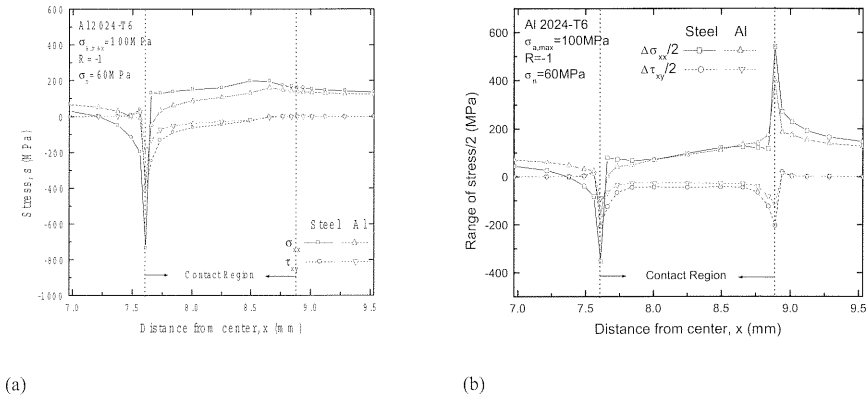 Al2024-T6
σa,max=100MPa
R=-1
σn=60MPa
Stress, s (MPa)
600
400
200
0
-200
-400
-600
-800
-1000
Steel Al
σxx
τxy
Contact Region
7.0 7.5 8.0 8.5 9.0 9.5
Distance from center, x (mm)
(a)
Al 2024-T6
σa,max=100MPa
R=-1
σn=60MPa
Steel Al
Δσxx/2
Δτxy/2
Range of stress/2 (MPa)
600
400
200
0
-200
-400
Contact Region
7.0 7.5 8.0 8.5 9.0 9.5
Distance from center, x (mm)
(b)